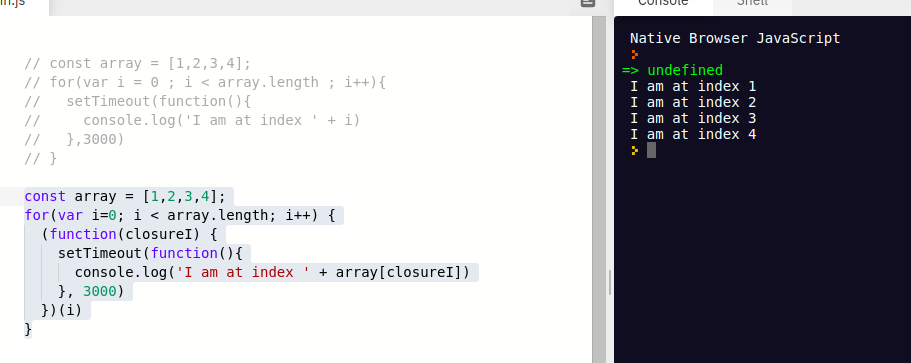 n.js
Console Shell
// const array = [1,2,3,4];
// for(var i = 0 ; i < array.length ; i++){
//   setTimeout(function(){
//     console.log('I am at index ' + i)
//   },3000)
// }
const array = [1,2,3,4];
for(var i=0; i < array.length; i++) {
  (function(closureI) {
    setTimeout(function(){
      console.log('I am at index ' + array[closureI])
    }, 3000)
  })(i)
}
Native Browser JavaScript
=> undefined
I am at index 1
I am at index 2
I am at index 3
I am at index 4